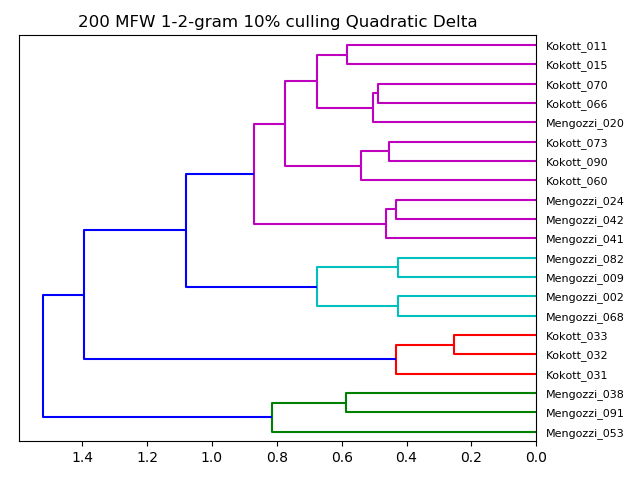 200 MFW 1-2-gram 10% culling Quadratic Delta
Kokott_011
Kokott_015
Kokott_070
Kokott_066
Mengozzi_020
Kokott_073
Kokott_090
Kokott_060
Mengozzi_024
Mengozzi_042
Mengozzi_041
Mengozzi_082
Mengozzi_009
Mengozzi_002
Mengozzi_068
Kokott_033
Kokott_032
Kokott_031
Mengozzi_038
Mengozzi_091
Mengozzi_053
1.4 1.2 1.0 0.8 0.6 0.4 0.2 0.0